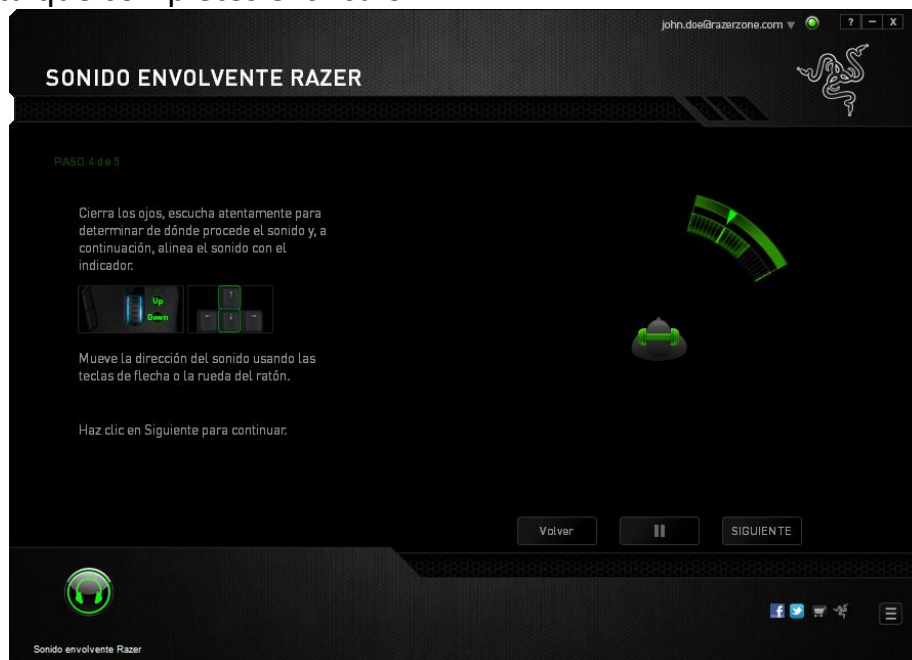 john.doe@razerzone.com
? – X
SONIDO ENVOLVENTE RAZER
PASO 4 de 5
Cierra los ojos, escucha atentamente para
determinar de dónde procede el sonido y, a
continuación, alinea el sonido con el
indicador.
Up
Down
Mueve la dirección del sonido usando las
teclas de flecha o la rueda del ratón.
Haz clic en Siguiente para continuar.
Volver
SIGUIENTE
Sonido envolvente Razer